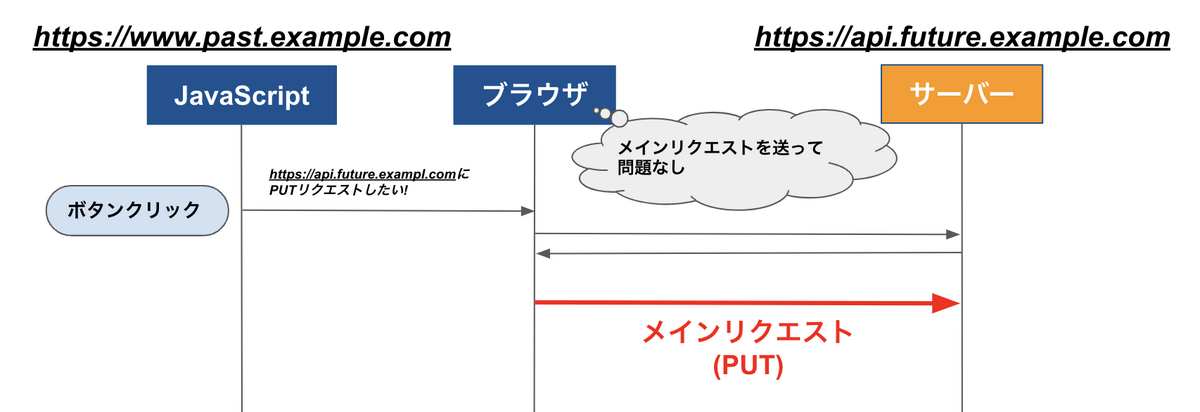 https://www.past.example.com
https://api.future.example.com
JavaScript
ブラウザ
サーバー
メインリクエストを送って
問題なし
https://api.future.exampl.comに
PUTリクエストしたい!
ボタンクリック
メインリクエスト
(PUT)